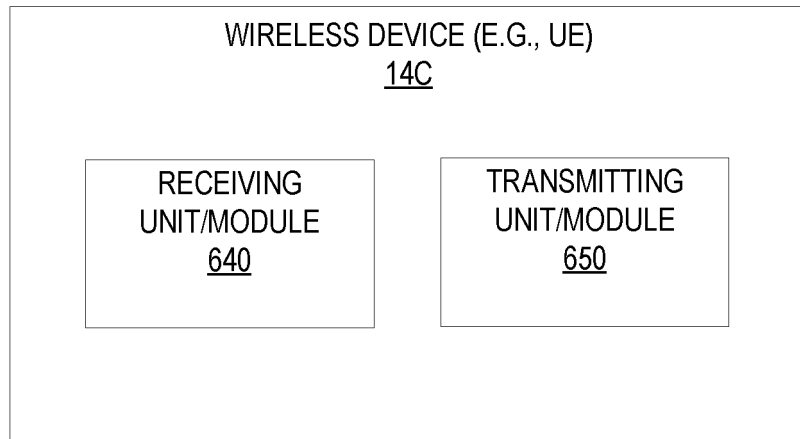 WIRELESS DEVICE (E.G., UE)
14C
RECEIVING
UNIT/MODULE
640
TRANSMITTING
UNIT/MODULE
650